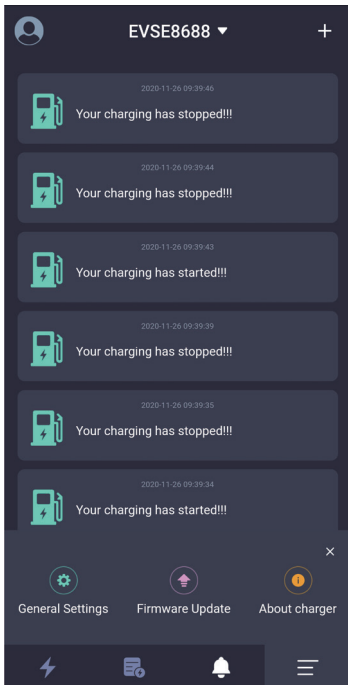 EVSE8688
2020-11-26 09:39:46
Your charging has stopped!!!
2020-11-26 09:39:44
Your charging has stopped!!!
2020-11-26 09:39:43
Your charging has started!!!
2020-11-26 09:39:39
Your charging has stopped!!!
2020-11-26 09:39:35
Your charging has stopped!!!
2020-11-26 09:39:34
Your charging has started!!!
General Settings Firmware Update About charger